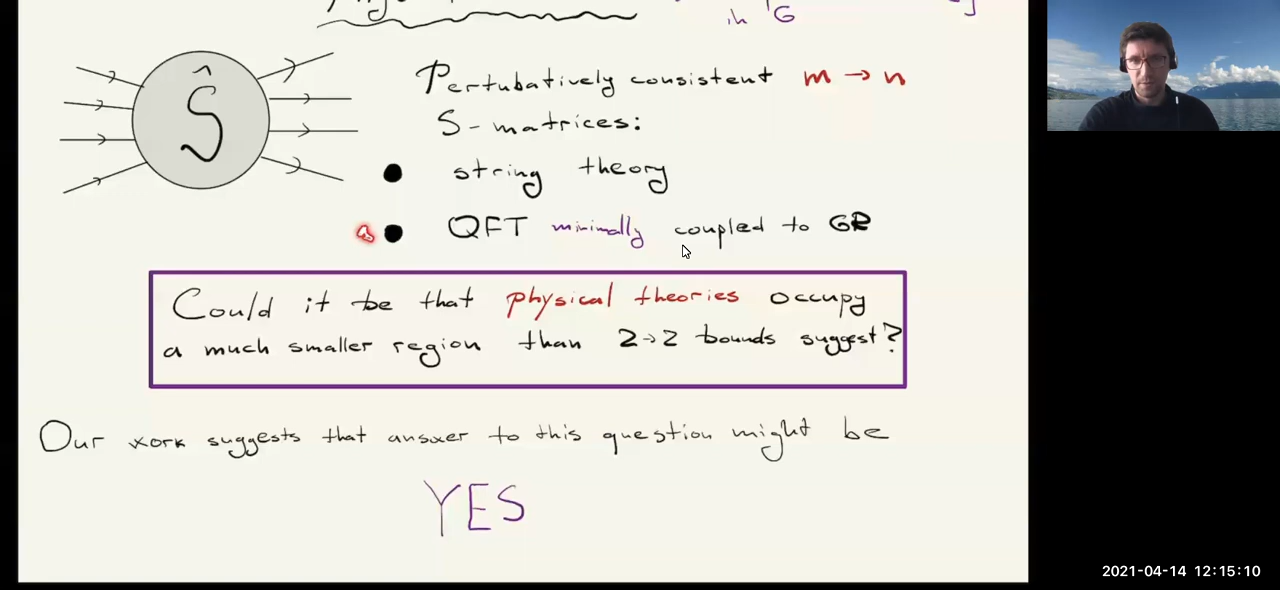 in G
Ŝ
Pertubatively consistent m → n
S-matrices:
• string theory
• QFT minimally coupled to GR
Could it be that physical theories occupy
a much smaller region than 2→2 bounds suggest?
Our work suggests that answer to this question might be
YES
2021-04-14 12:15:10